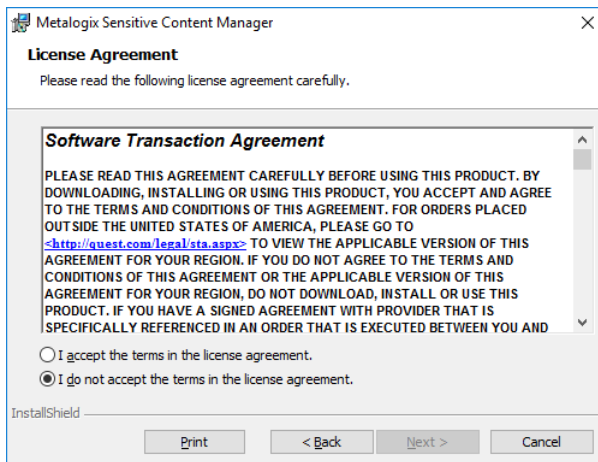 Metalogix Sensitive Content Manager
License Agreement
Please read the following license agreement carefully.
Software Transaction Agreement
PLEASE READ THIS AGREEMENT CAREFULLY BEFORE USING THIS PRODUCT. BY
DOWNLOADING, INSTALLING OR USING THIS PRODUCT, YOU ACCEPT AND AGREE
TO THE TERMS AND CONDITIONS OF THIS AGREEMENT. FOR ORDERS PLACED
OUTSIDE THE UNITED STATES OF AMERICA, PLEASE GO TO
<http://quest.com/legal/sta.aspx> TO VIEW THE APPLICABLE VERSION OF THIS
AGREEMENT FOR YOUR REGION. IF YOU DO NOT AGREE TO THE TERMS AND
CONDITIONS OF THIS AGREEMENT OR THE APPLICABLE VERSION OF THIS
AGREEMENT FOR YOUR REGION, DO NOT DOWNLOAD, INSTALL OR USE THIS
PRODUCT. IF YOU HAVE A SIGNED AGREEMENT WITH PROVIDER THAT IS
SPECIFICALLY REFERENCED IN AN ORDER THAT IS EXECUTED BETWEEN YOU AND
I accept the terms in the license agreement.
I do not accept the terms in the license agreement.
InstallShield
Print
< Back
Next >
Cancel